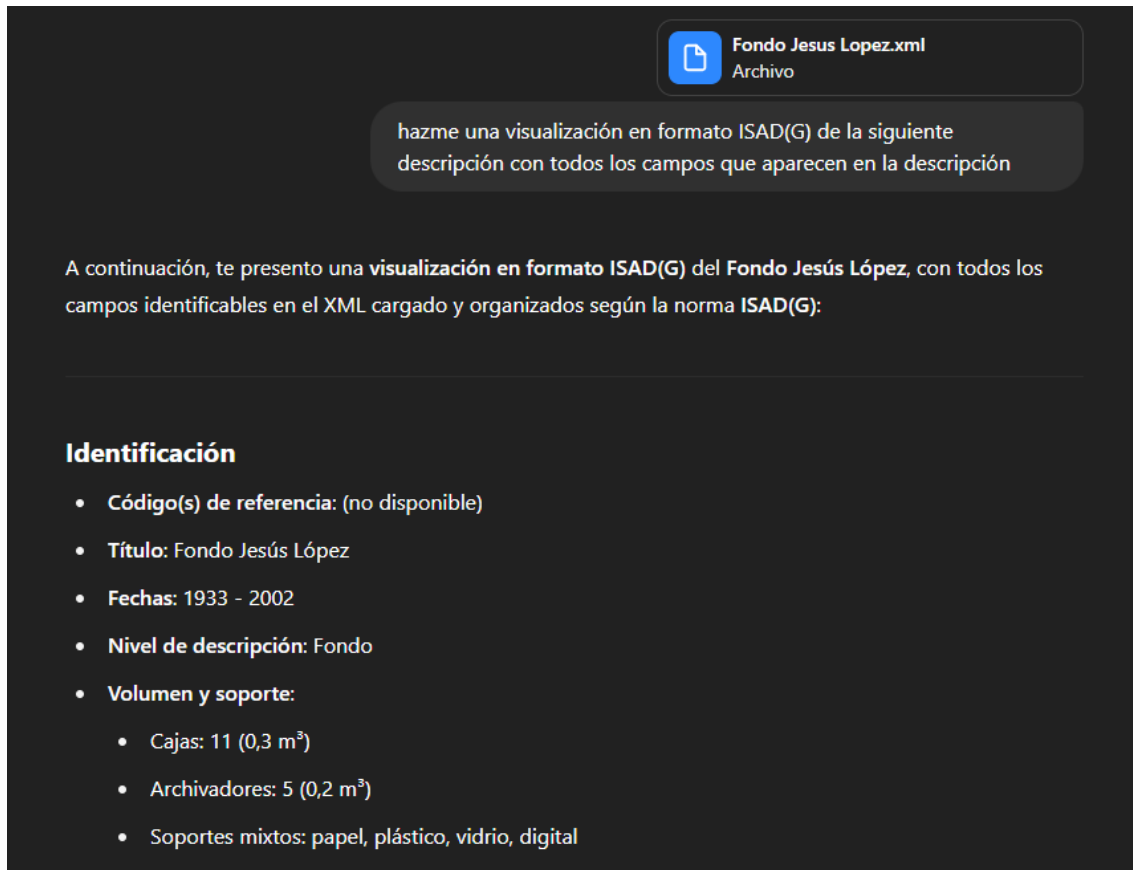 Fondo Jesus Lopez.xml
Archivo
hazme una visualización en formato ISAD(G) de la siguiente
descripción con todos los campos que aparecen en la descripción
A continuación, te presento una visualización en formato ISAD(G) del Fondo Jesús López, con todos los
campos identificables en el XML cargado y organizados según la norma ISAD(G):
Identificación
• Código(s) de referencia: (no disponible)
• Título: Fondo Jesús López
• Fechas: 1933 - 2002
• Nivel de descripción: Fondo
• Volumen y soporte:
• Cajas: 11 (0,3 m³)
• Archivadores: 5 (0,2 m³)
• Soportes mixtos: papel, plástico, vidrio, digital